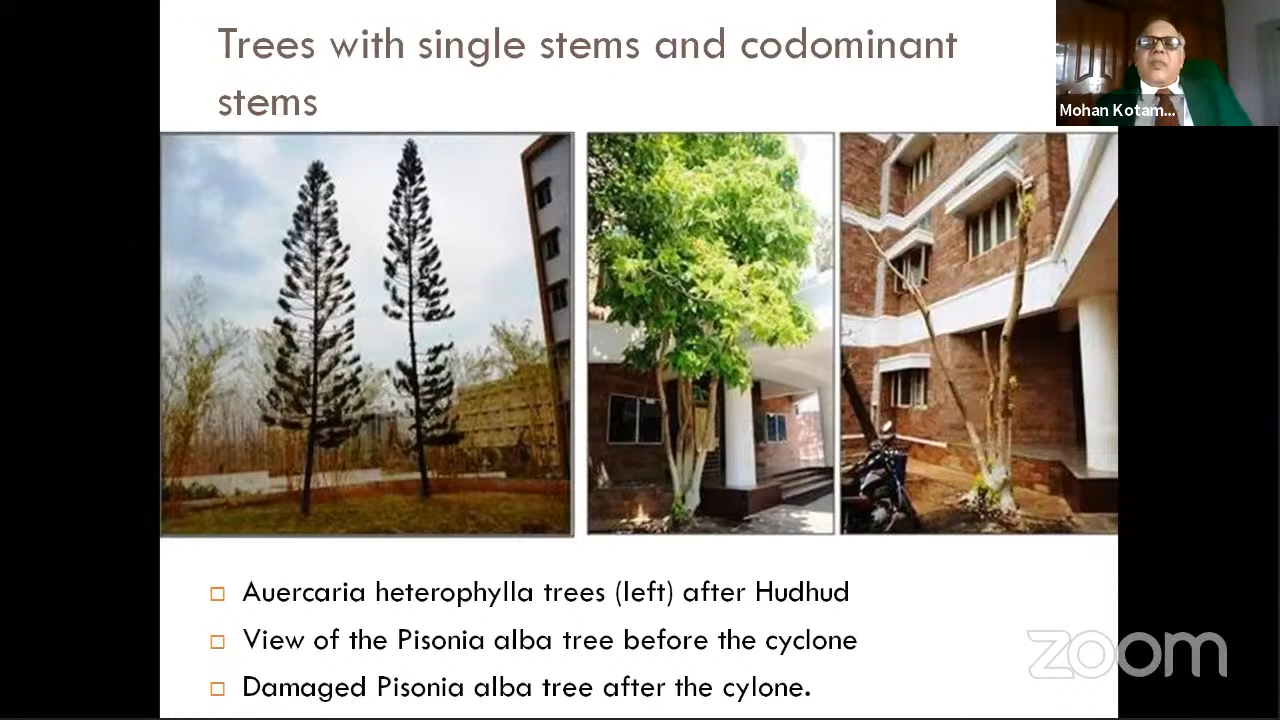 Trees with single stems and codominant
stems
Mohan Kotam...
Auercaria heterophylla trees (left) after Hudhud
View of the Pisonia alba tree before the cyclone
Damaged Pisonia alba tree after the cylone.
zoom